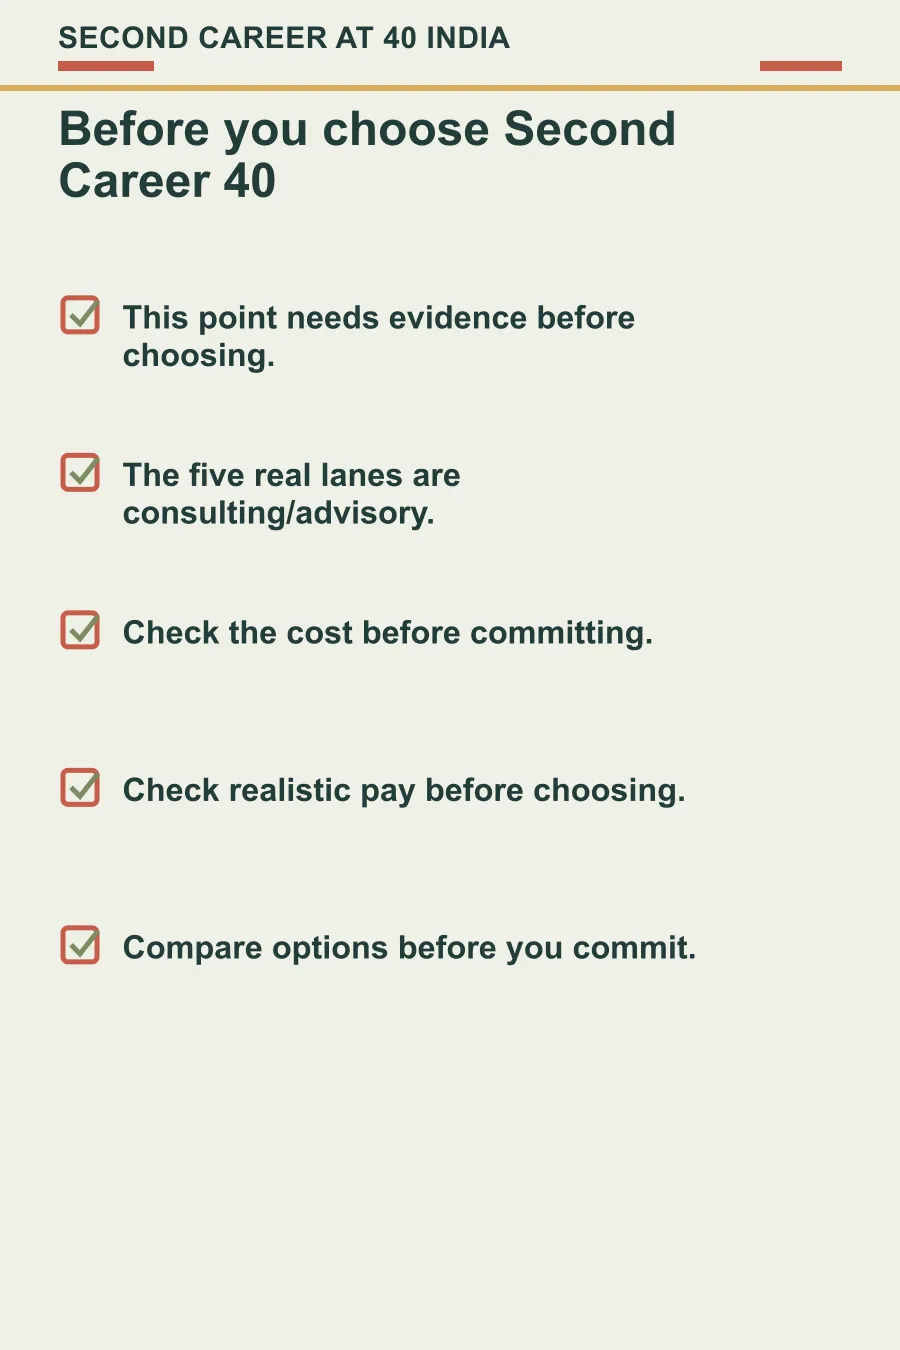 SECOND CAREER AT 40 INDIA
Before you choose Second
Career 40
This point needs evidence before
choosing.
The five real lanes are
consulting/advisory.
Check the cost before committing.
Check realistic pay before choosing.
Compare options before you commit.